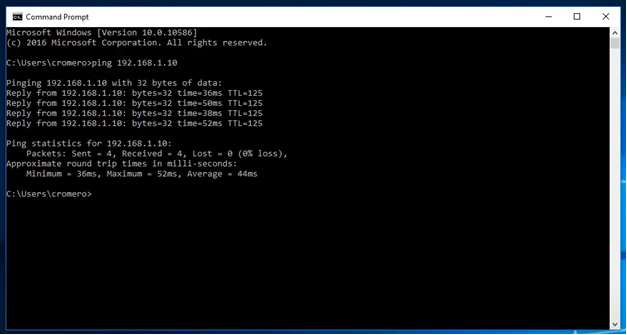 Command Prompt
Microsoft Windows [Version 10.0.10586]
(c) 2016 Microsoft Corporation. All rights reserved.
C:\Users\cromero>ping 192.168.1.10
Pinging 192.168.1.10 with 32 bytes of data:
Reply from 192.168.1.10: bytes=32 time=36ms TTL=125
Reply from 192.168.1.10: bytes=32 time=50ms TTL=125
Reply from 192.168.1.10: bytes=32 time=38ms TTL=125
Reply from 192.168.1.10: bytes=32 time=52ms TTL=125
Ping statistics for 192.168.1.10:
    Packets: Sent = 4, Received = 4, Lost = 0 (0% loss),
Approximate round trip times in milli-seconds:
    Minimum = 36ms, Maximum = 52ms, Average = 44ms
C:\Users\cromero>